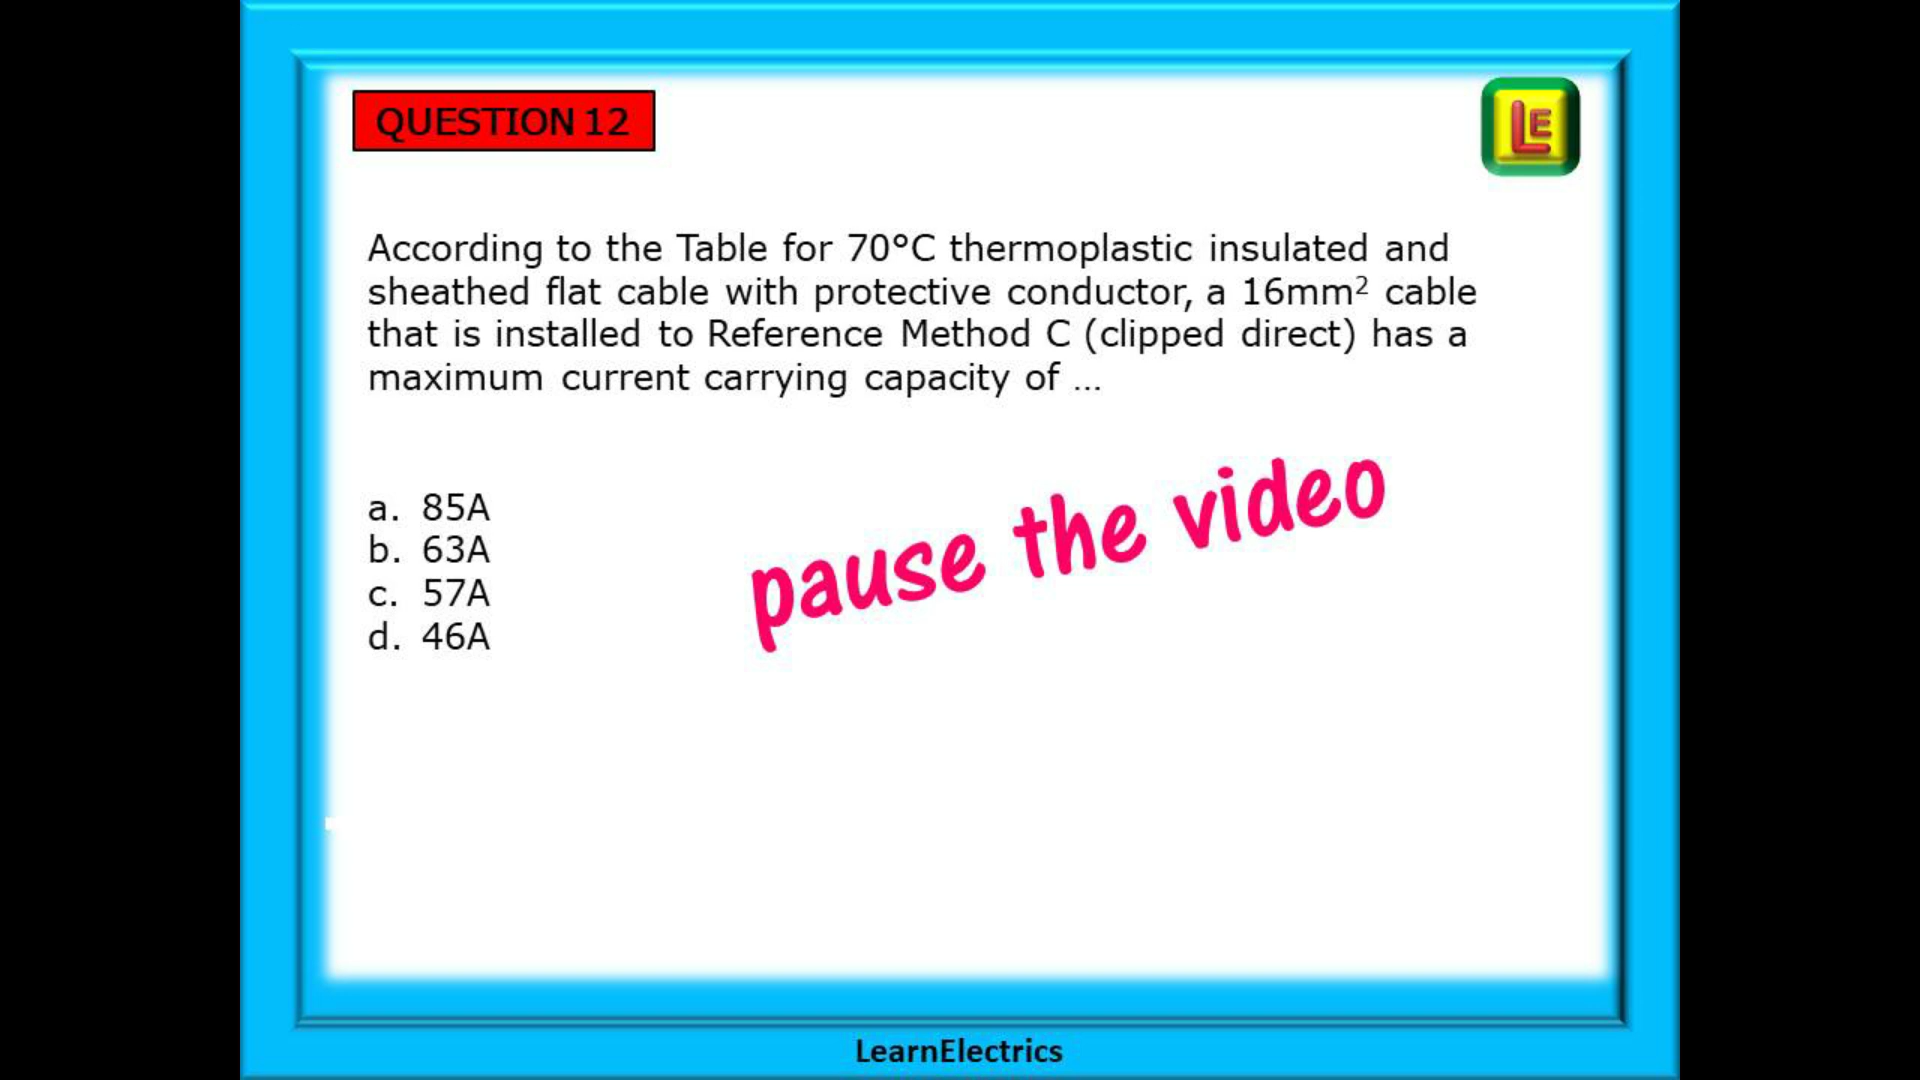 QUESTION 12
LE
According to the Table for 70°C thermoplastic insulated and
sheathed flat cable with protective conductor, a 16mm² cable
that is installed to Reference Method C (clipped direct) has a
maximum current carrying capacity of …
a. 85A
b. 63A
c. 57A
d. 46A
pause the video
LearnElectrics